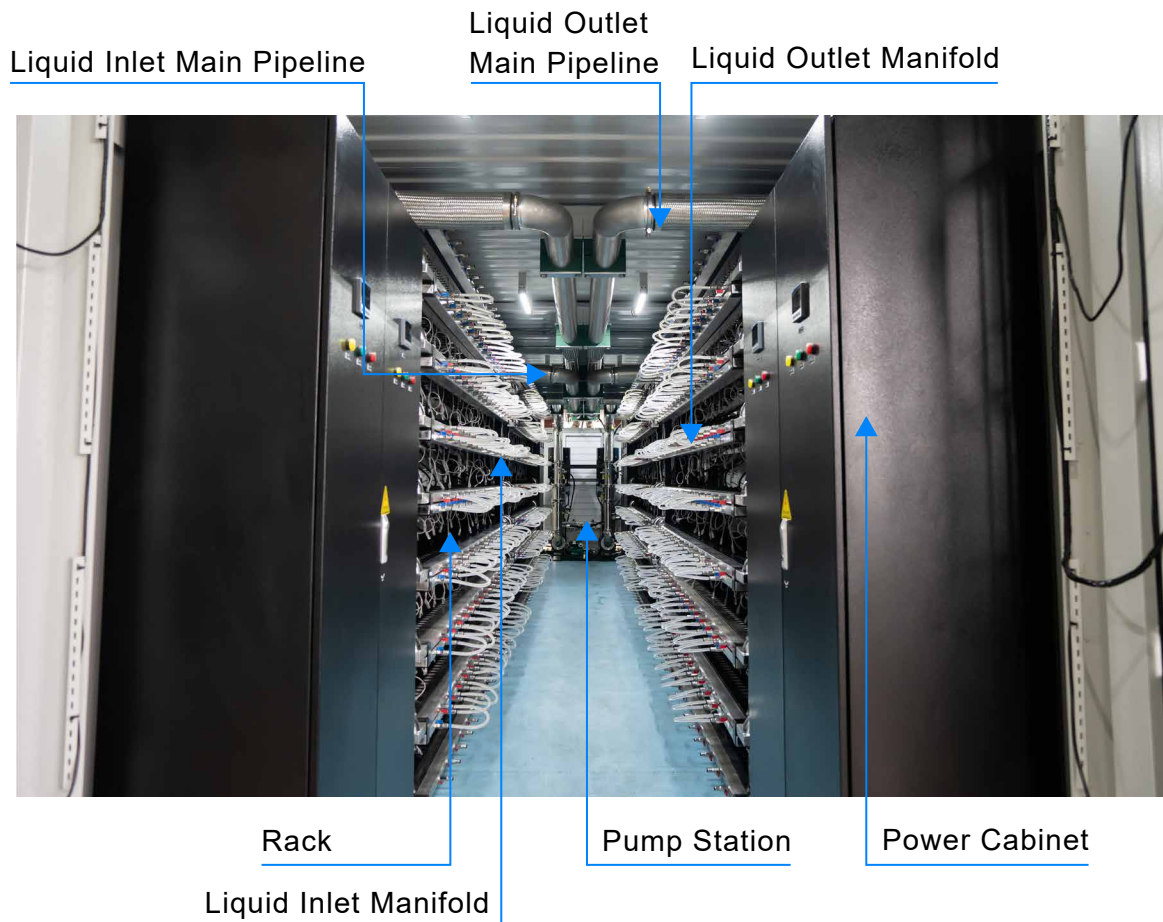 Liquid Outlet
Main Pipeline
Liquid Inlet Main Pipeline
Liquid Outlet Manifold
Rack
Pump Station
Power Cabinet
Liquid Inlet Manifold